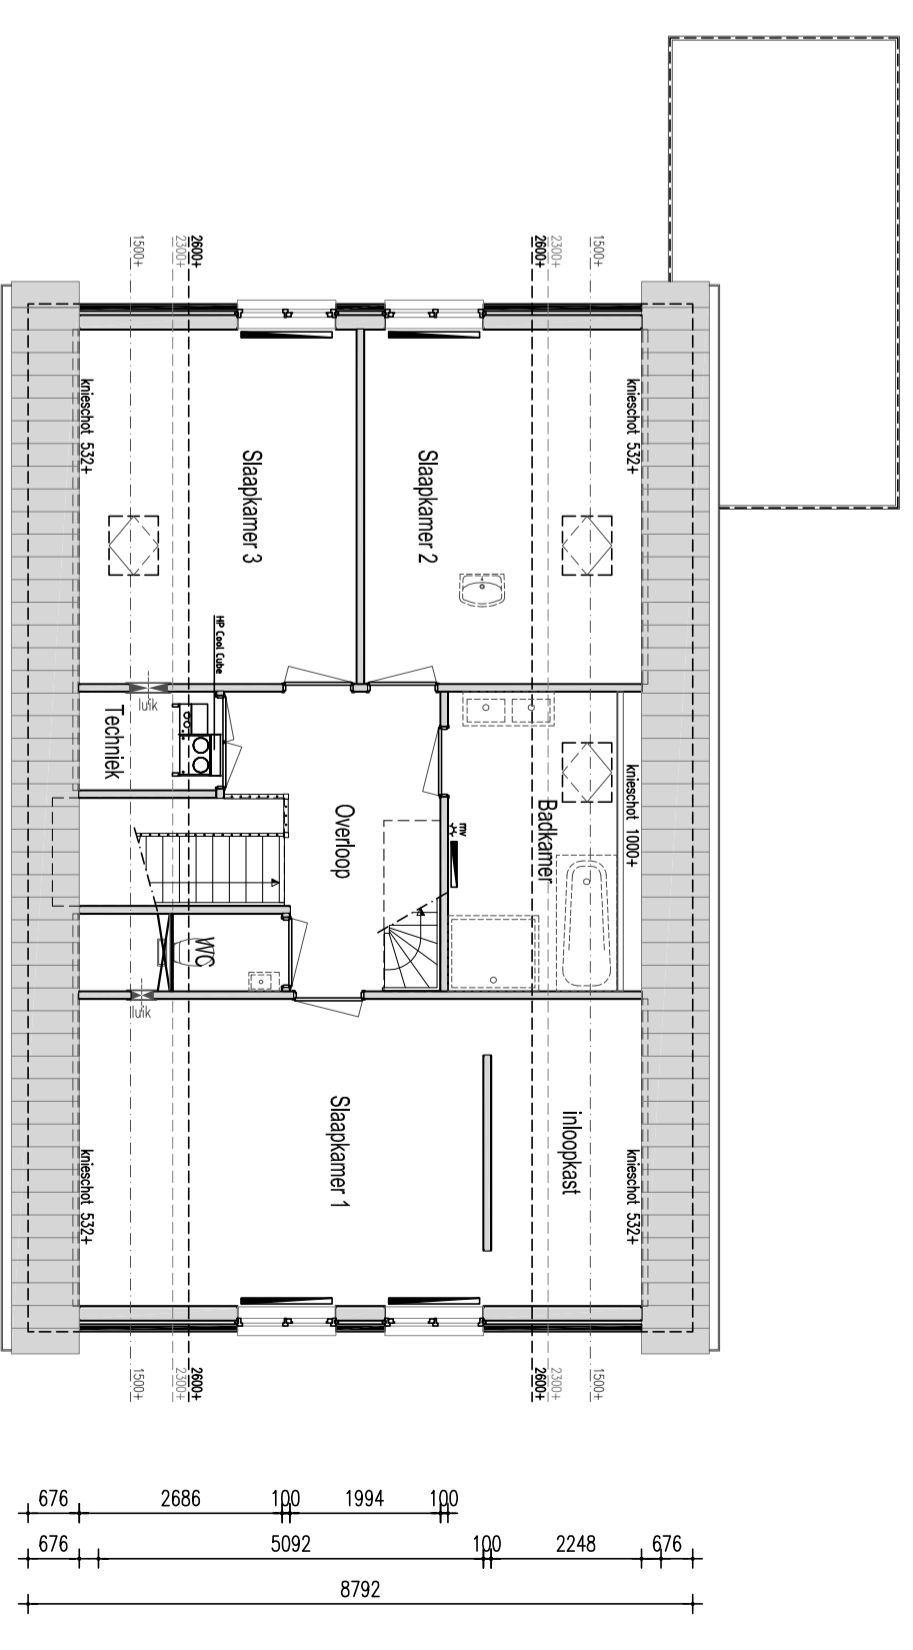 1500+
2300+
2600+
2600+
2300+
1500+
knieschot 532+
knieschot 532+
Slaapkamer 3
Slaapkamer 2
HP Cool Cube
luik
Techniek
Overloop
mv
Badkamer
knieschot 1000+
WC
luik
Slaapkamer 1
inloopkast
knieschot 532+
knieschot 532+
1500+
2300+
2600+
2600+
2300+
1500+
676 2686 100 1994 100
676 5092 100 2248 676
8792